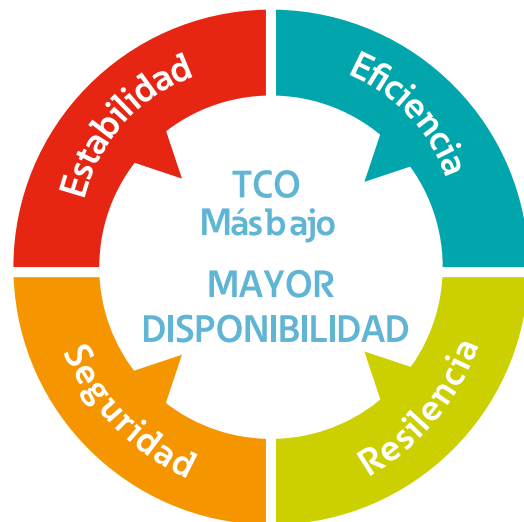 Estabilidad
Eficiencia
TCO
Más bajo
MAYOR
DISPONIBILIDAD
Seguridad
Resilencia